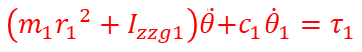 (m₁r₁² + I_zzg1)θ̈ + c₁θ̇₁ = τ₁